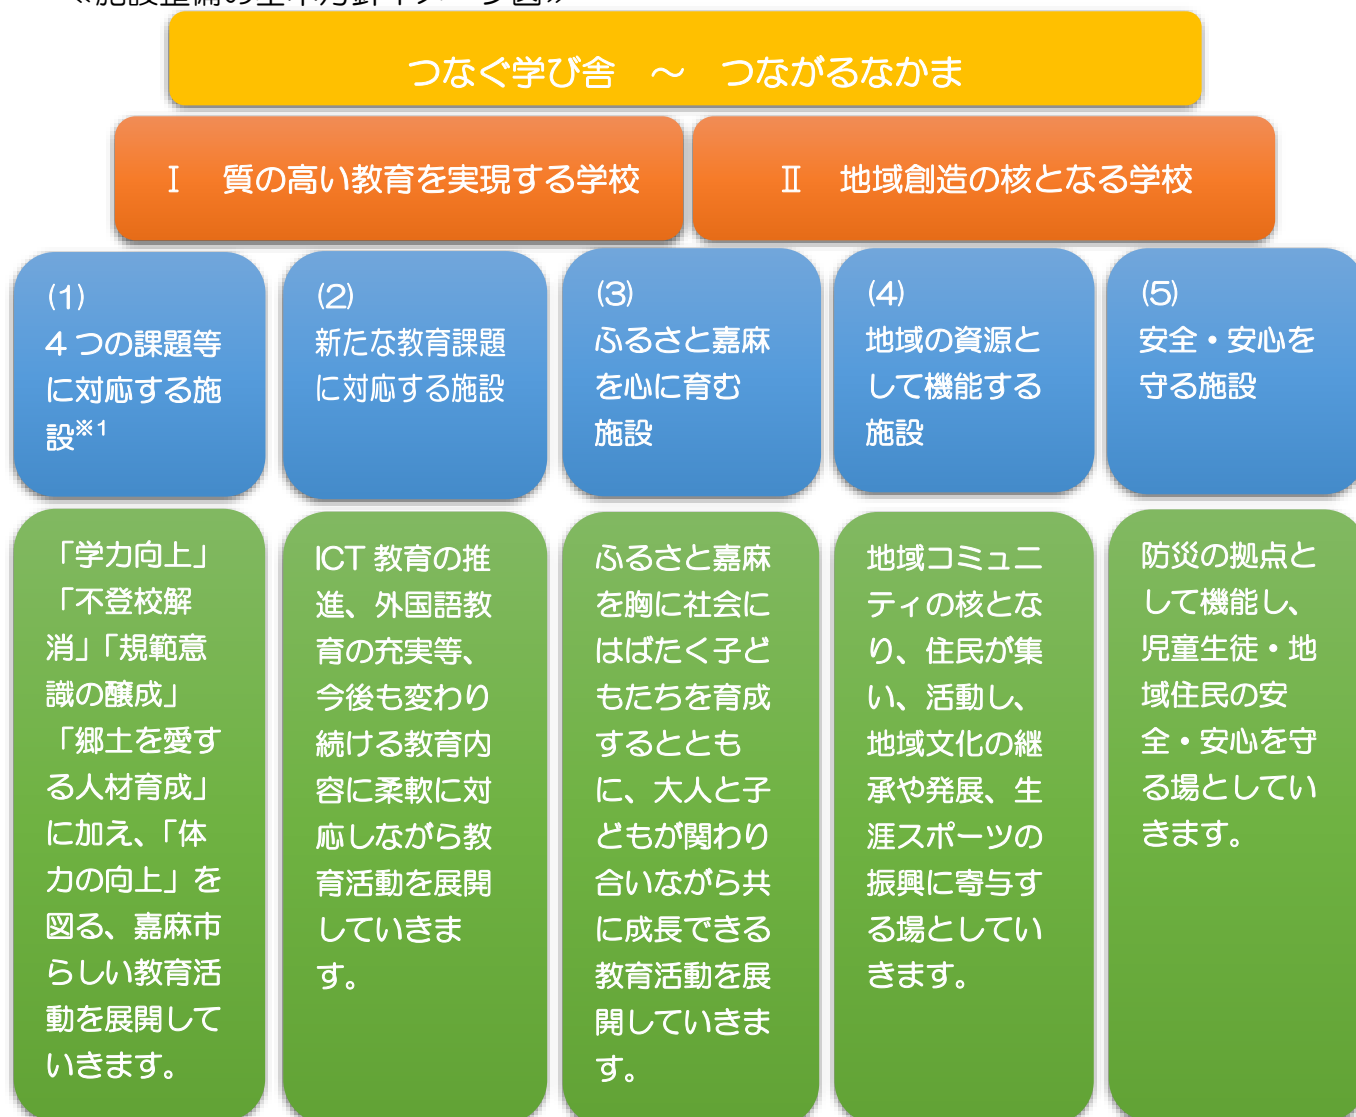 ≪施設整備の基本方針イメージ図≫
つなぐ学び舎　～　つながるなかま
Ⅰ　質の高い教育を実現する学校
Ⅱ　地域創造の核となる学校
(1)
4つの課題等
に対応する施
設※1
(2)
新たな教育課題
に対応する施設
(3)
ふるさと嘉麻
を心に育む
施設
(4)
地域の資源と
して機能する
施設
(5)
安全・安心を
守る施設
「学力向上」
「不登校解
消」「規範意
識の醸成」
「郷土を愛す
る人材育成」
に加え、「体
力の向上」を
図る、嘉麻市
らしい教育活
動を展開して
いきます。
ICT 教育の推
進、外国語教
育の充実等、
今後も変わり
続ける教育内
容に柔軟に対
応しながら教
育活動を展開
していきま
す。
ふるさと嘉麻
を胸に社会に
はばたく子ど
もたちを育成
するととも
に、大人と子
どもが関わり
合いながら共
に成長できる
教育活動を展
開していきま
す。
地域コミュニ
ティの核とな
り、住民が集
い、活動し、
地域文化の継
承や発展、生
涯スポーツの
振興に寄与す
る場としてい
きます。
防災の拠点と
して機能し、
児童生徒・地
域住民の安
全・安心を守
る場としてい
きます。